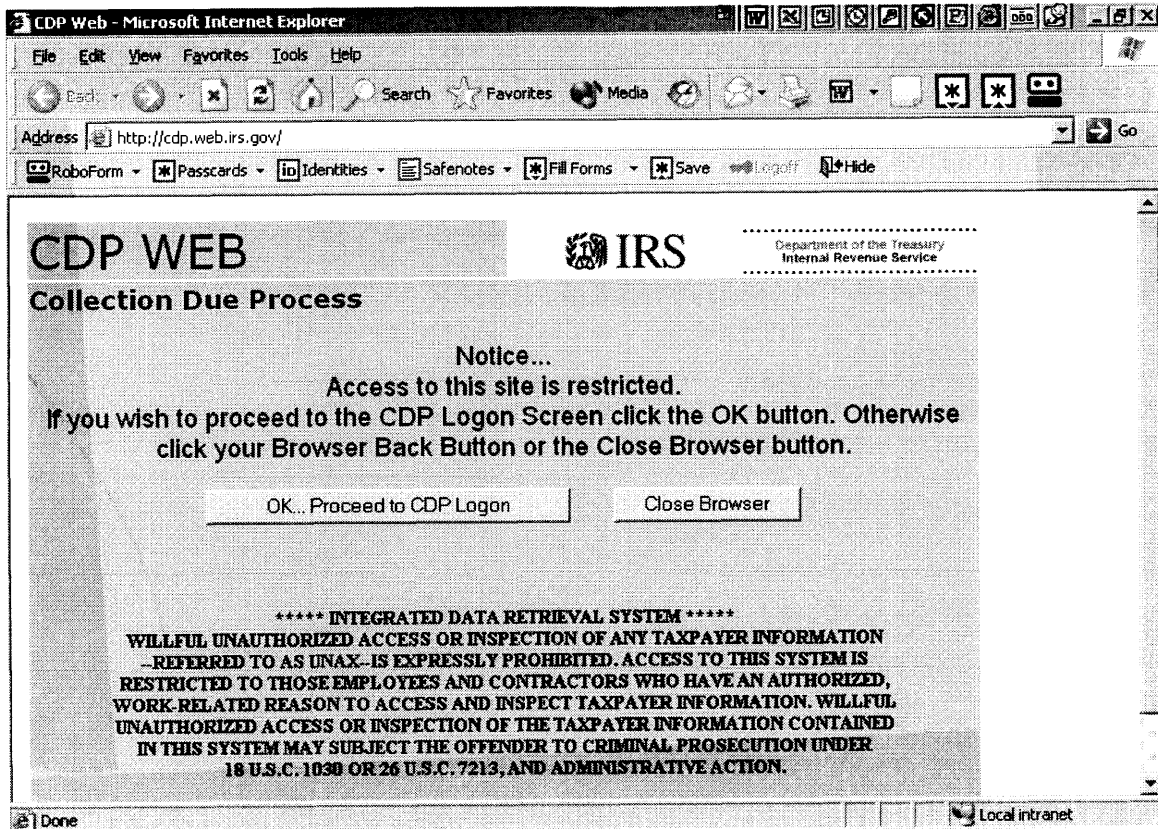 CDP Web - Microsoft Internet Explorer
File Edit View Favorites Tools Help
Back Search Favorites Media
Address http://cdp.web.irs.gov/ Go
RoboForm Passcards Identities Safenotes Fill Forms Save Logoff Hide
CDP WEB
IRS
Department of the Treasury
Internal Revenue Service
Collection Due Process
Notice...
Access to this site is restricted.
If you wish to proceed to the CDP Logon Screen click the OK button. Otherwise
click your Browser Back Button or the Close Browser button.
OK... Proceed to CDP Logon Close Browser
***** INTEGRATED DATA RETRIEVAL SYSTEM *****
WILLFUL UNAUTHORIZED ACCESS OR INSPECTION OF ANY TAXPAYER INFORMATION
--REFERRED TO AS UNAX--IS EXPRESSLY PROHIBITED. ACCESS TO THIS SYSTEM IS
RESTRICTED TO THOSE EMPLOYEES AND CONTRACTORS WHO HAVE AN AUTHORIZED,
WORK-RELATED REASON TO ACCESS AND INSPECT TAXPAYER INFORMATION. WILLFUL
UNAUTHORIZED ACCESS OR INSPECTION OF THE TAXPAYER INFORMATION CONTAINED
IN THIS SYSTEM MAY SUBJECT THE OFFENDER TO CRIMINAL PROSECUTION UNDER
18 U.S.C. 1030 OR 26 U.S.C. 7213, AND ADMINISTRATIVE ACTION.
Done Local intranet